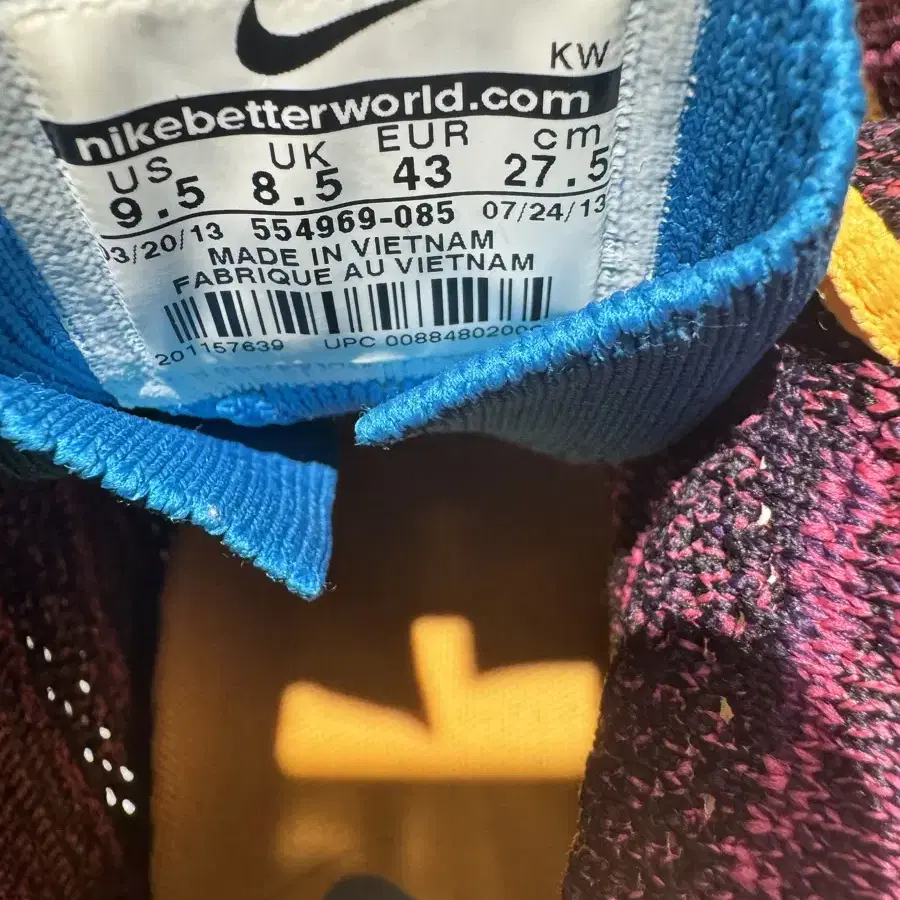 KW
nikebetterworld.com
US UK EUR cm
9.5 8.5 43 27.5
03/20/13 554969-085 07/24/13
MADE IN VIETNAM
FABRIQUE AU VIETNAM
201157639 UPC 0088480200